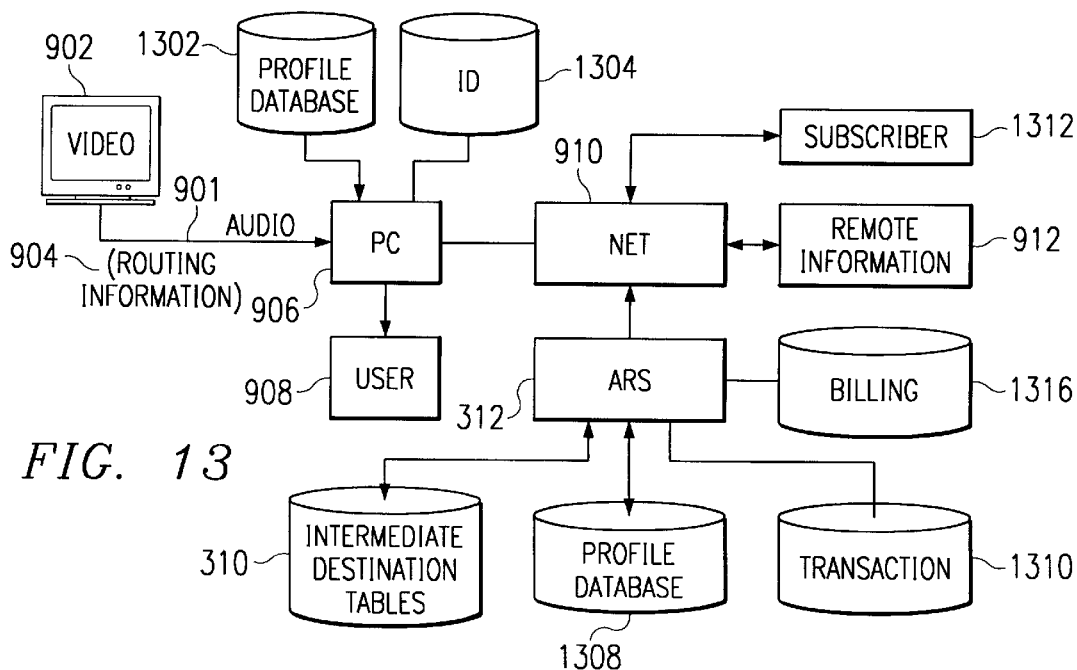 902
1302
PROFILE
DATABASE
ID
1304
VIDEO
910
SUBSCRIBER
1312
901
AUDIO
PC
NET
REMOTE
INFORMATION
912
904
(ROUTING
INFORMATION)
906
USER
908
ARS
312
BILLING
1316
FIG. 13
310
INTERMEDIATE
DESTINATION
TABLES
PROFILE
DATABASE
1308
TRANSACTION
1310